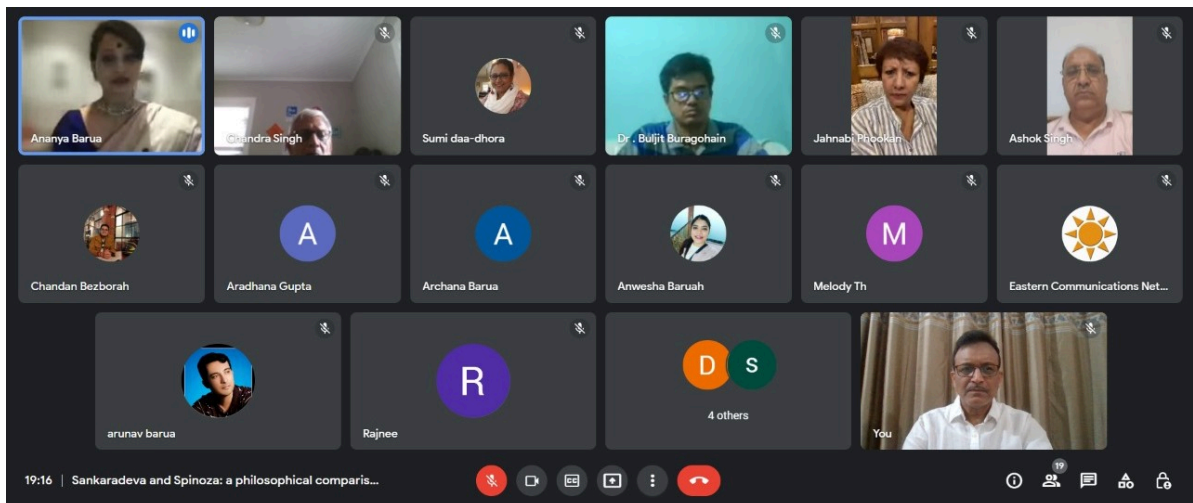 Ananya Barua
Chandra Singh
Sumi daa-dhora
Dr . Buljit Buragohain
Jahnabi Phookan
Ashok Singh
Chandan Bezborah
A
Aradhana Gupta
A
Archana Barua
Anwesha Baruah
M
Melody Th
Eastern Communications Net...
arunav barua
R
Rajnee
D
s
4 others
You
19:16 | Sankaradeva and Spinoza: a philosophical comparis...
CC
19